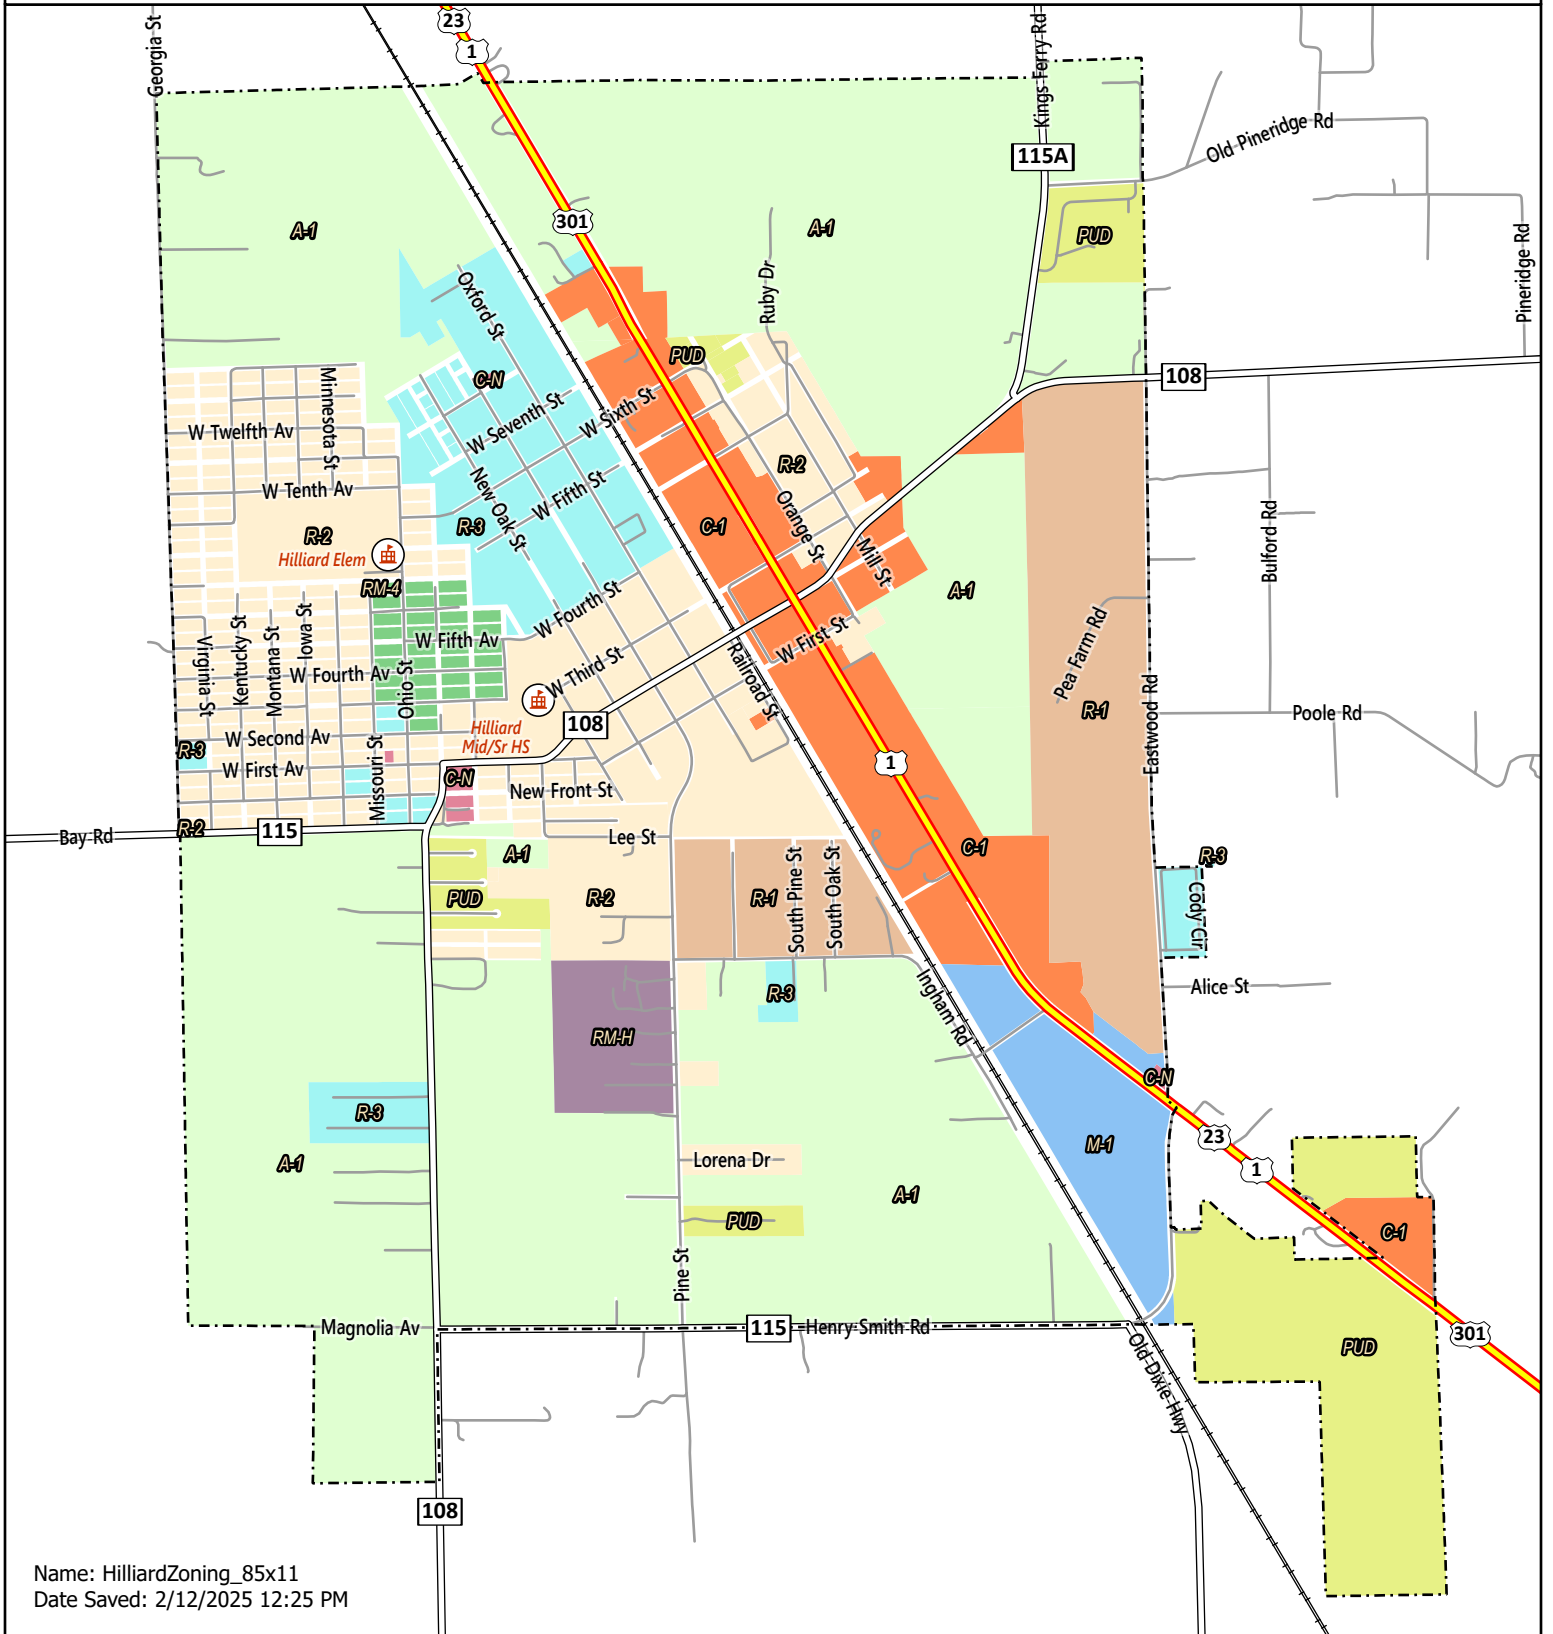 23
1
Georgia St
Kings Ferry Rd
Old Pineridge Rd
115A
301
A-1
A-1
PUD
Pineridge Rd
Ruby Dr
Oxford St
PUD
C-N
108
Minnesota St
W Seventh St
W Sixth St
W Twelfth Av
R-2
W Tenth Av
New Oak St
W Fifth St
Orange St
R-3
C-1
Bulford Rd
R-2
Hilliard Elem
Mill St
RM-4
A-1
Virginia St
Kentucky St
Montana St
Iowa St
W Fourth St
W Fifth Av
W First St
Pea Farm Rd
W Fourth Av
Ohio St
W Third St
Railroad St
R-1
Eastwood Rd
Poole Rd
108
Hilliard
Mid/Sr HS
R-3
W Second Av
1
W First Av
Missouri St
C-N
New Front St
R-2
115
Bay Rd
Lee St
A-1
C-1
R-3
PUD
R-2
R-1
South Pine St
South Oak St
Cody Cir
R-3
Ingham Rd
Alice St
RM-H
C-N
R-3
M-1
23
1
A-1
Lorena Dr
A-1
PUD
C-1
Pine St
Magnolia Av
115
Henry Smith Rd
301
PUD
Old Dixie Hwy
108
Name: HilliardZoning_85x11
Date Saved: 2/12/2025 12:25 PM